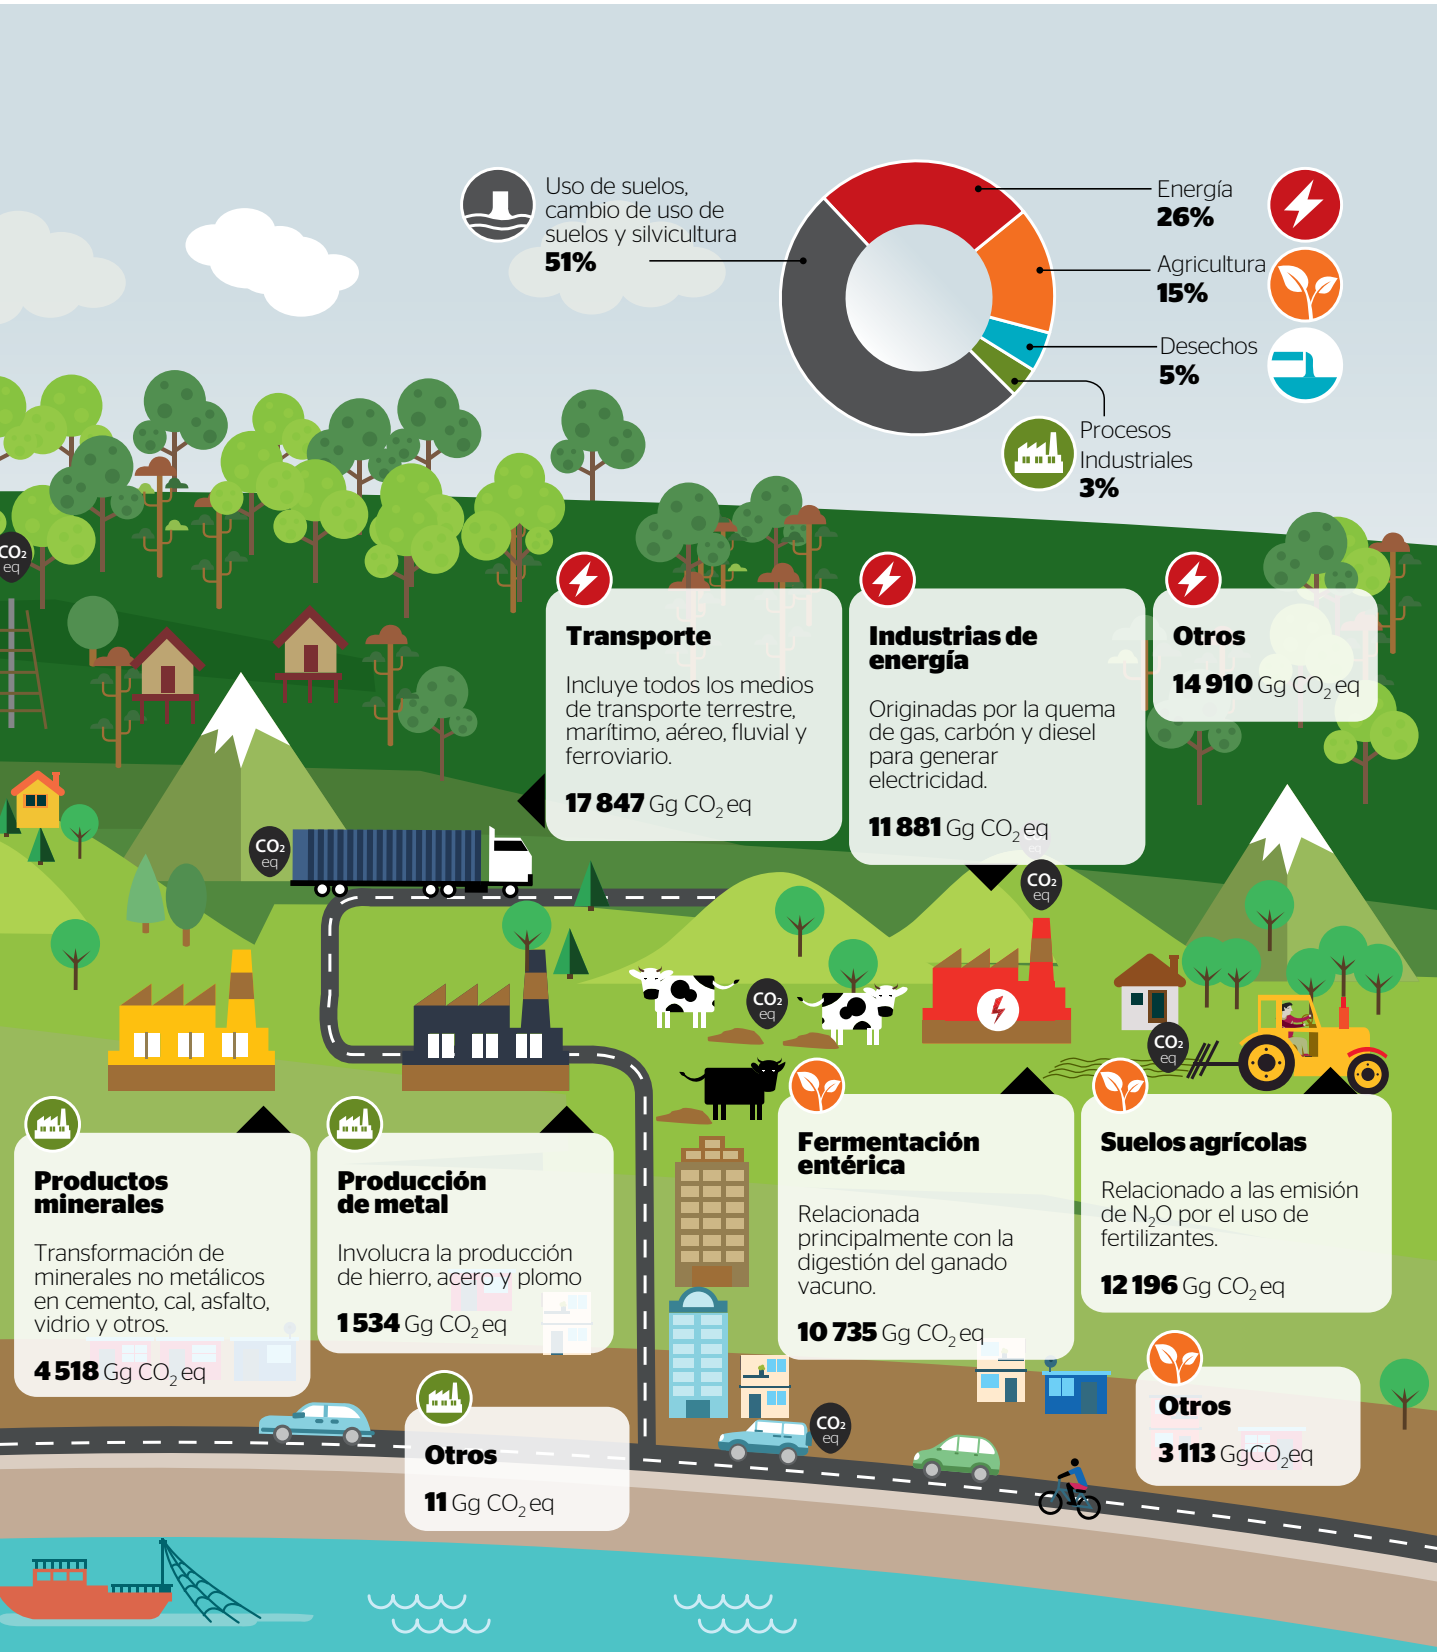 Uso de suelos,
cambio de uso de
suelos y silvicultura
51%
Energía
26%
Agricultura
15%
Desechos
5%
Procesos
Industriales
3%
CO₂
eq
Transporte
Incluye todos los medios
de transporte terrestre,
marítimo, aéreo, fluvial y
ferroviario.
17 847 Gg CO₂ eq
Industrias de
energía
Originadas por la quema
de gas, carbón y diesel
para generar
electricidad.
11 881 Gg CO₂ eq
Otros
14 910 Gg CO₂ eq
CO₂
eq
CO₂
eq
CO₂
eq
CO₂
eq
Productos
minerales
Transformación de
minerales no metálicos
en cemento, cal, asfalto,
vidrio y otros.
4 518 Gg CO₂ eq
Producción
de metal
Involucra la producción
de hierro, acero y plomo
1 534 Gg CO₂ eq
Fermentación
entérica
Relacionada
principalmente con la
digestión del ganado
vacuno.
10 735 Gg CO₂ eq
Suelos agrícolas
Relacionado a las emisión
de N₂O por el uso de
fertilizantes.
12 196 Gg CO₂ eq
Otros
11 Gg CO₂ eq
CO₂
eq
Otros
3 113 GgCO₂eq